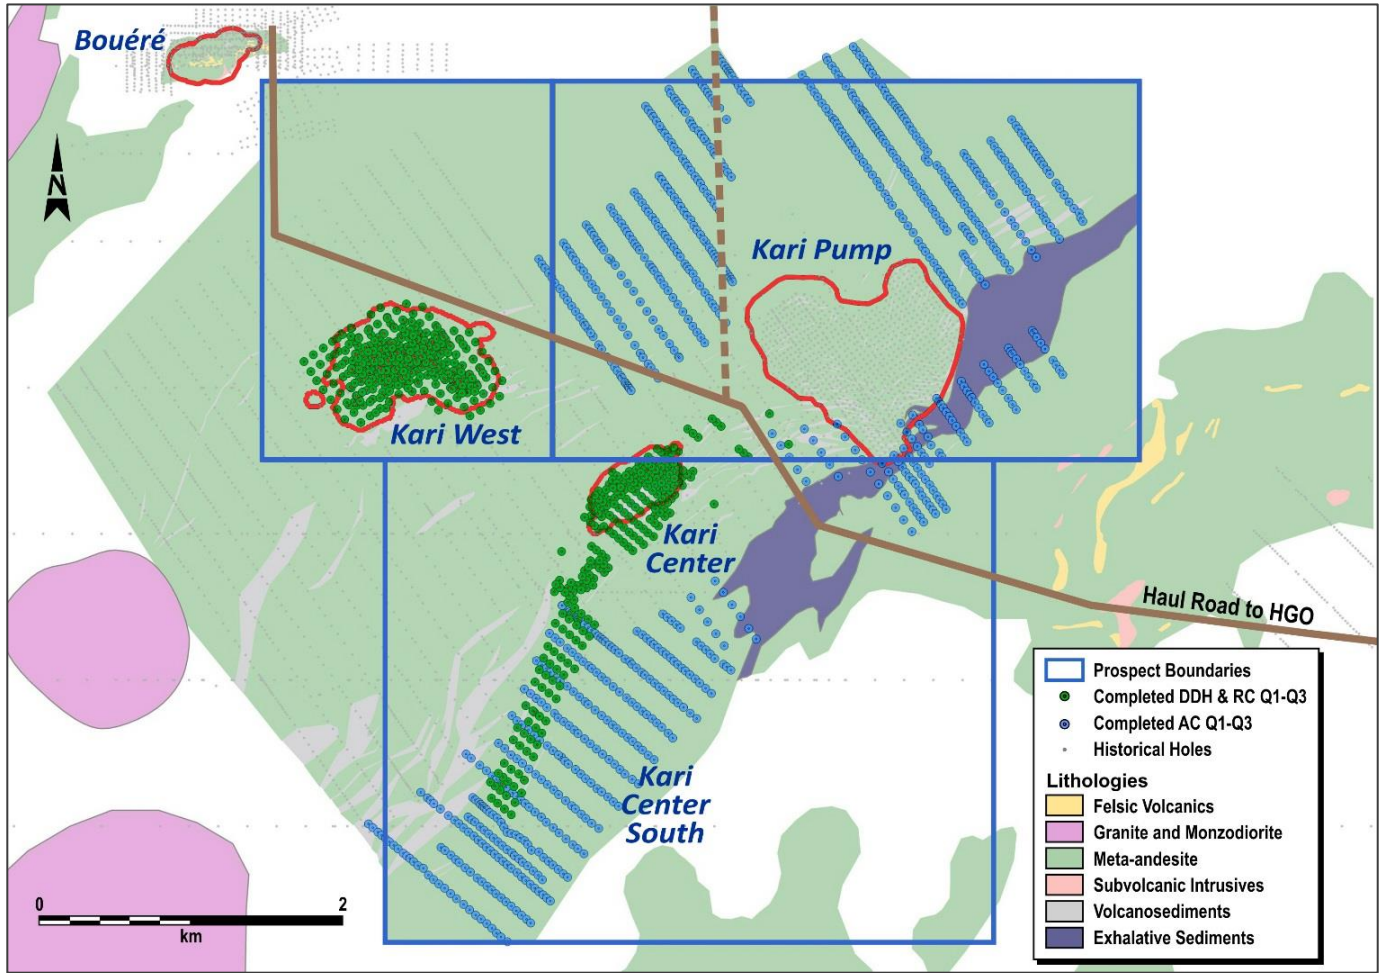 Bouéré
N
Kari Pump
Kari West
Kari
Center
Haul Road to HGO
Kari
Center
South
Prospect Boundaries
Completed DDH & RC Q1-Q3
Completed AC Q1-Q3
Historical Holes
Lithologies
Felsic Volcanics
Granite and Monzodiorite
Meta-andesite
Subvolcanic Intrusives
Volcanosediments
Exhalative Sediments
0 2
km